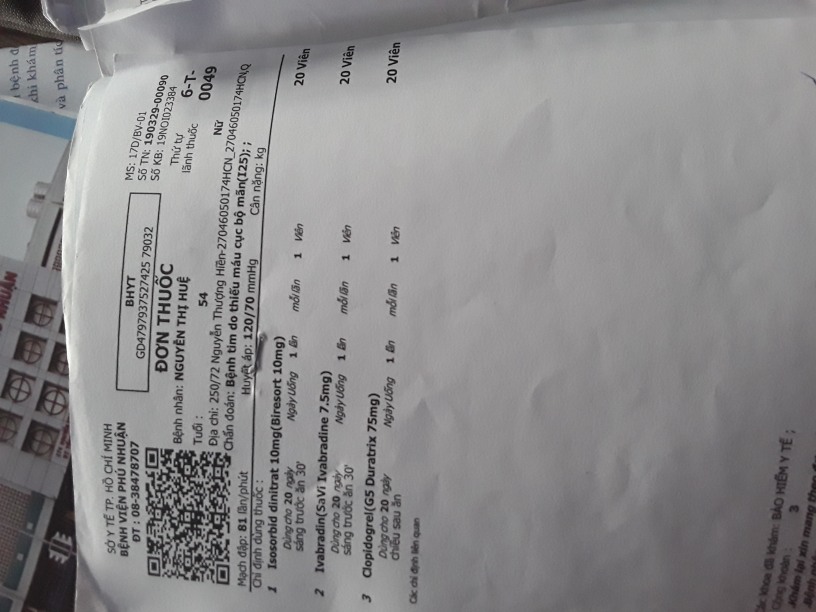 PHÚ NHUẬN
bệnh
khi khám
và phân tíc
SỞ Y TẾ TP. HỒ CHÍ MINH
BỆNH VIỆN PHÚ NHUẬN
ĐT : 08-38478707
BHYT
GD4797937527425 79032
MS: 17D/BV-01
Số TN: 190329-00090
Số KB: 19NOI023384
ĐƠN THUỐC
Thứ tự 6-T-
lãnh thuốc 0049
Bệnh nhân: NGUYỄN THỊ HUỆ
Tuổi : 54 Nữ
Địa chỉ: 250/72 Nguyễn Thượng Hiền-27046050174HCN_27046050174HCN,Q
Chẩn đoán: Bệnh tim do thiếu máu cục bộ mãn(I25); ;
Mạch đập: 81 lần/phút Huyết áp: 120/70 mmHg Cân nặng: kg
Chỉ định dùng thuốc :
1 Isosorbid dinitrat 10mg(Biresort 10mg) 20 Viên
Dùng cho 20 ngày Ngày Uống 1 lần mỗi lần 1 Viên
sáng trước ăn 30'
2 Ivabradin(SaVi Ivabradine 7.5mg) 20 Viên
Dùng cho 20 ngày Ngày Uống 1 lần mỗi lần 1 Viên
sáng trước ăn 30'
3 Clopidogrel(G5 Duratrix 75mg) 20 Viên
Dùng cho 20 ngày Ngày Uống 1 lần mỗi lần 1 Viên
chiều sau ăn
Các chỉ định liên quan
Các khoa đã khám: BẢO HIỂM Y TẾ ;
Cộng khoản : 3
Khám lại xin mang theo